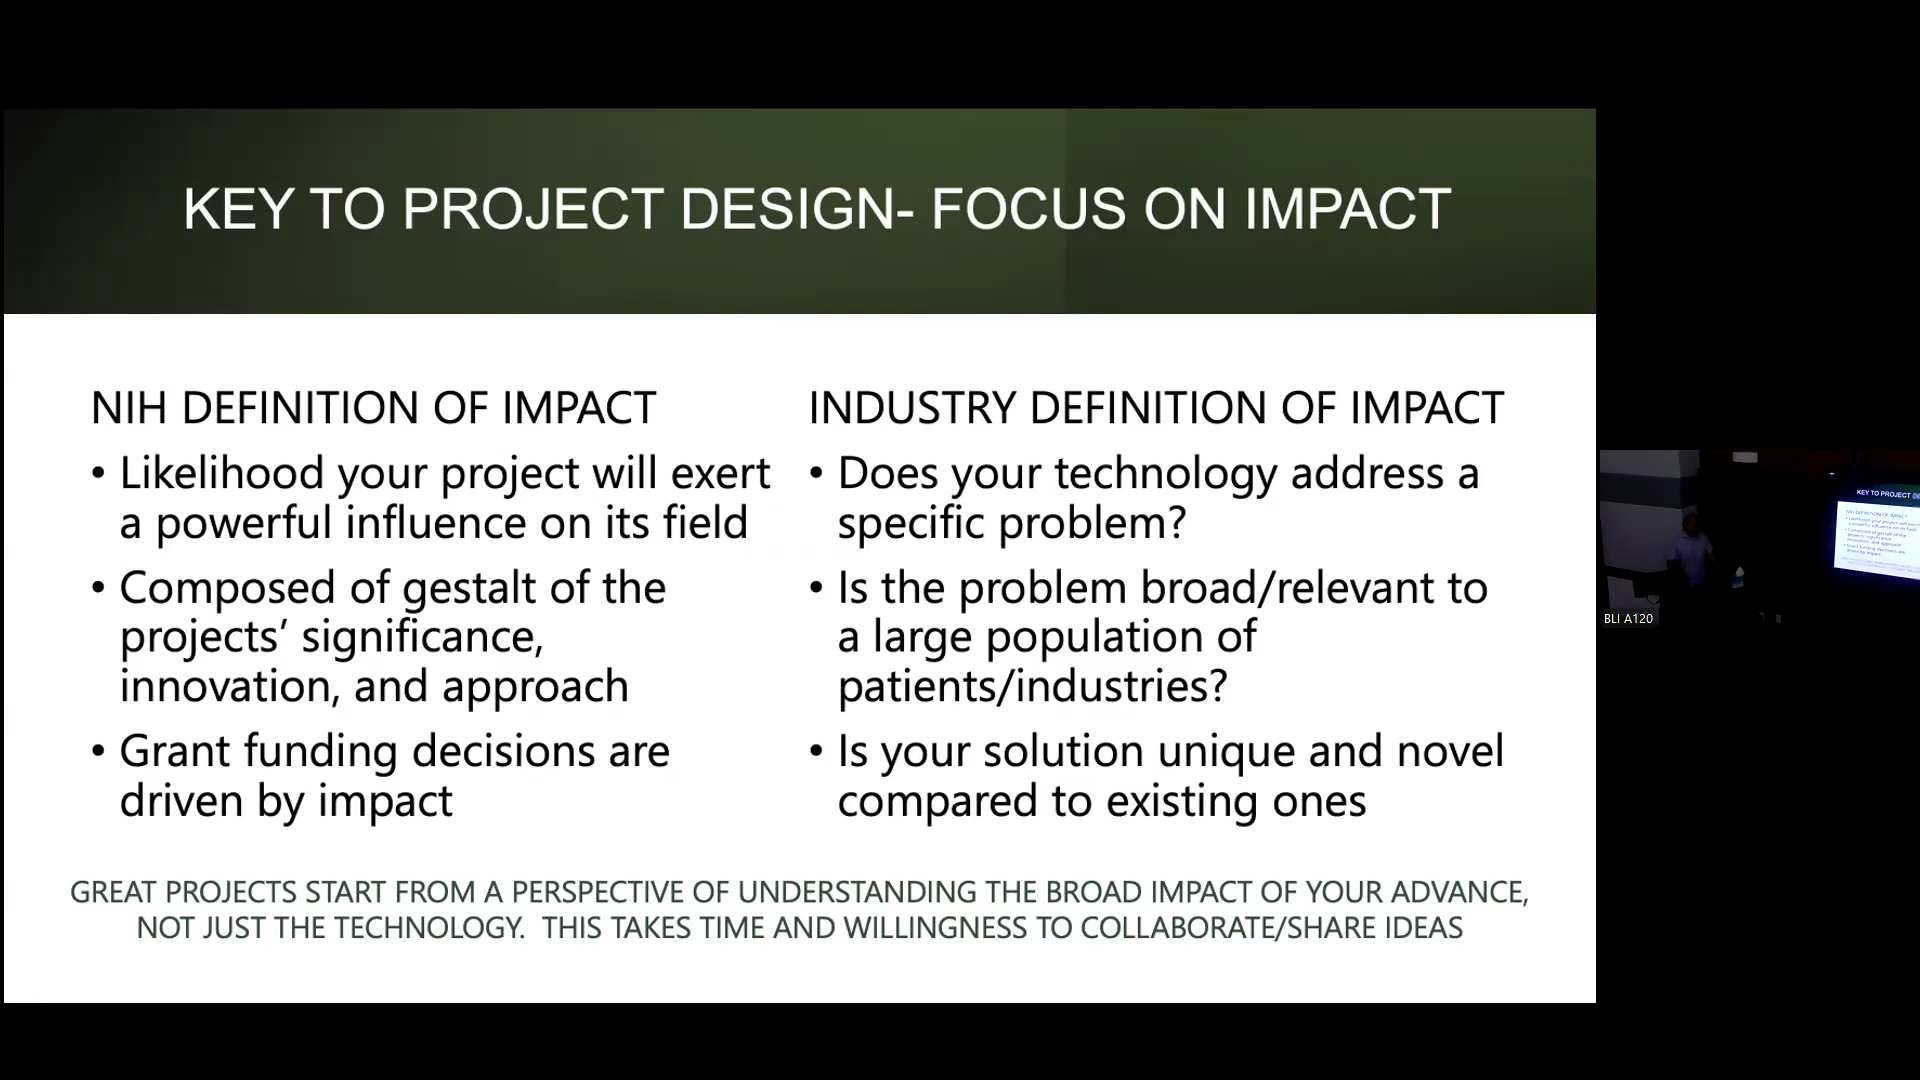 KEY TO PROJECT DESIGN- FOCUS ON IMPACT
NIH DEFINITION OF IMPACT
• Likelihood your project will exert
a powerful influence on its field
• Composed of gestalt of the
projects’ significance,
innovation, and approach
• Grant funding decisions are
driven by impact
INDUSTRY DEFINITION OF IMPACT
• Does your technology address a
specific problem?
• Is the problem broad/relevant to
a large population of
patients/industries?
• Is your solution unique and novel
compared to existing ones
GREAT PROJECTS START FROM A PERSPECTIVE OF UNDERSTANDING THE BROAD IMPACT OF YOUR ADVANCE,
NOT JUST THE TECHNOLOGY.  THIS TAKES TIME AND WILLINGNESS TO COLLABORATE/SHARE IDEAS
KEY TO PROJECT
BLI A120